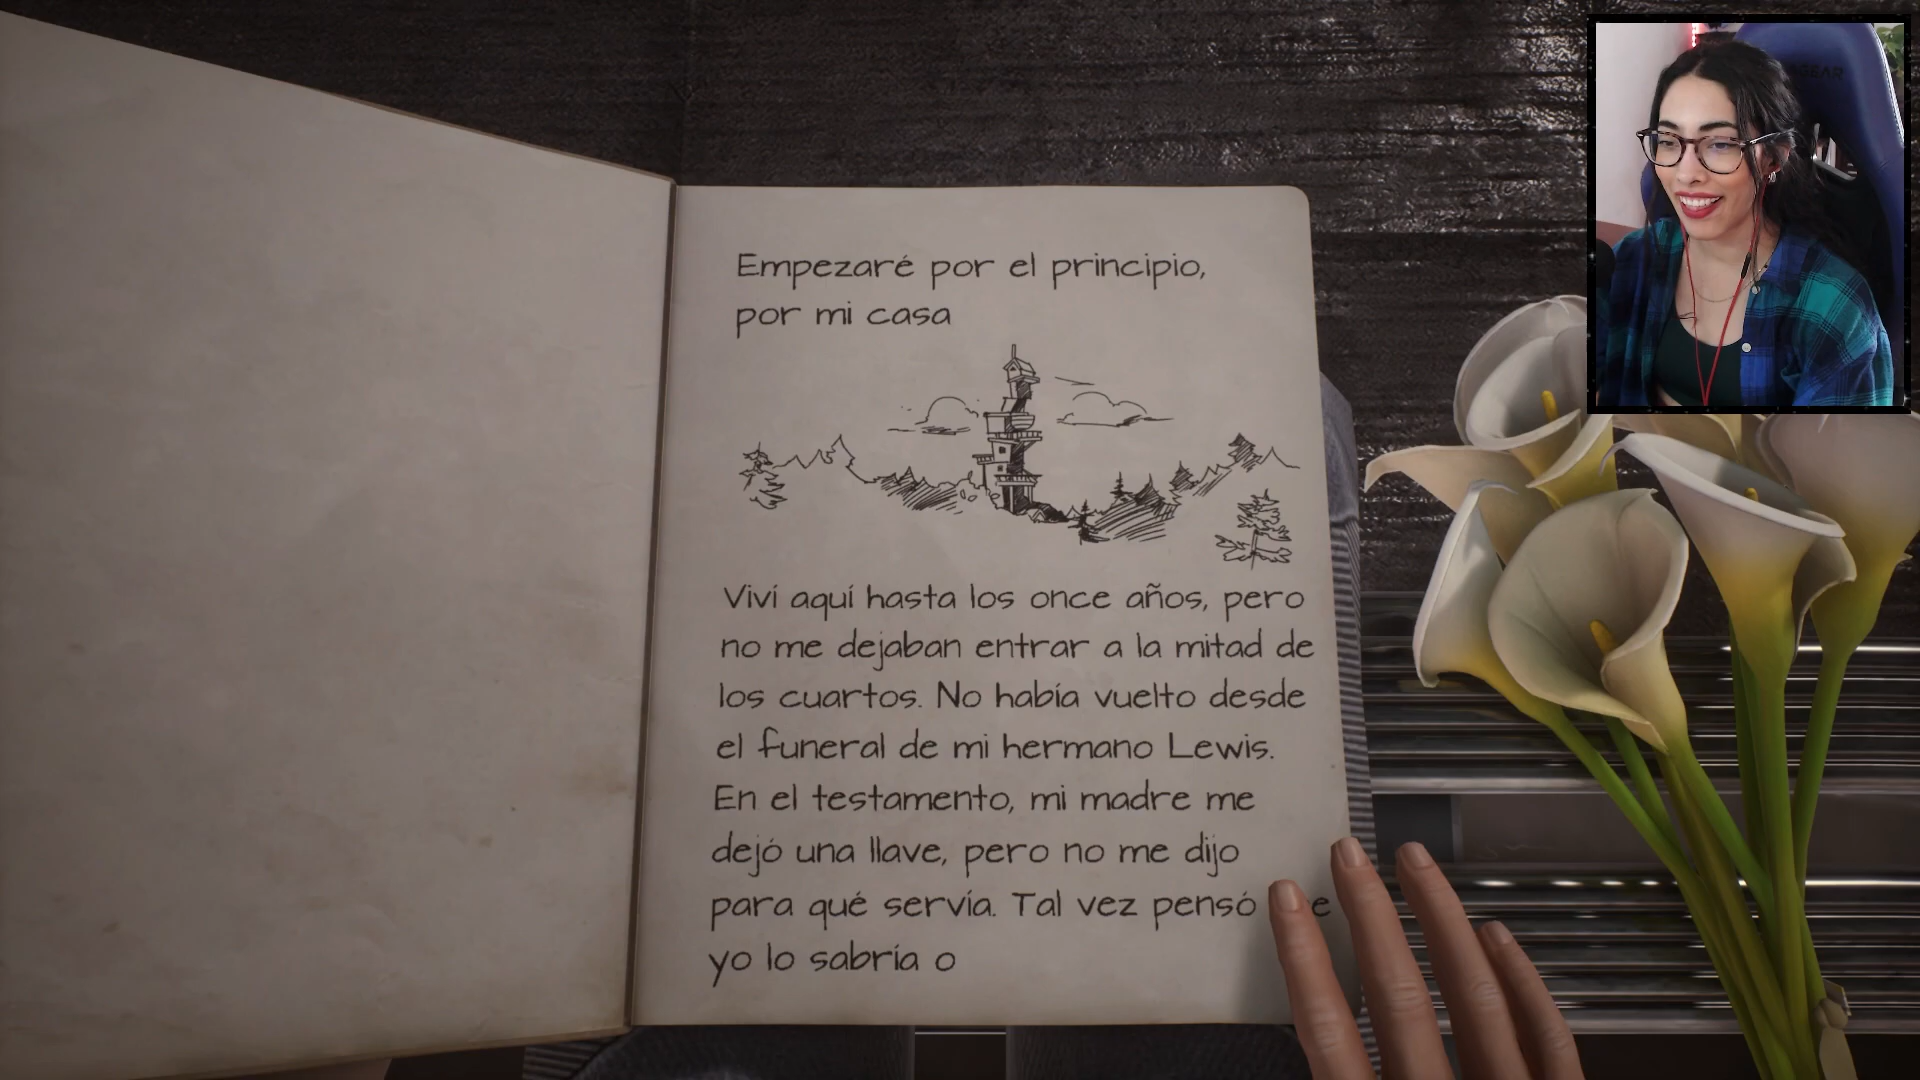 Empezaré por el principio,
por mi casa
Viví aquí hasta los once años, pero
no me dejaban entrar a la mitad de
los cuartos. No había vuelto desde
el funeral de mi hermano Lewis.
En el testamento, mi madre me
dejó una llave, pero no me dijo
para qué servía. Tal vez pensó
yo lo sabría o